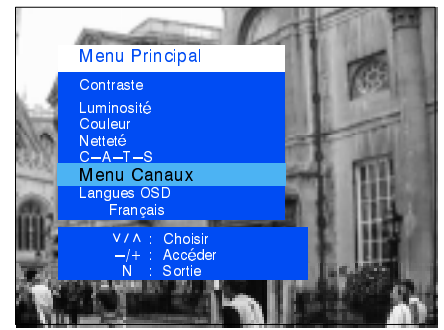 Menu Principal
Contraste
Luminosité
Couleur
Netteté
C—A—T—S
Menu Canaux
Langues OSD
Français
∨/∧ : Choisir
—/+ : Accéder
N : Sortie